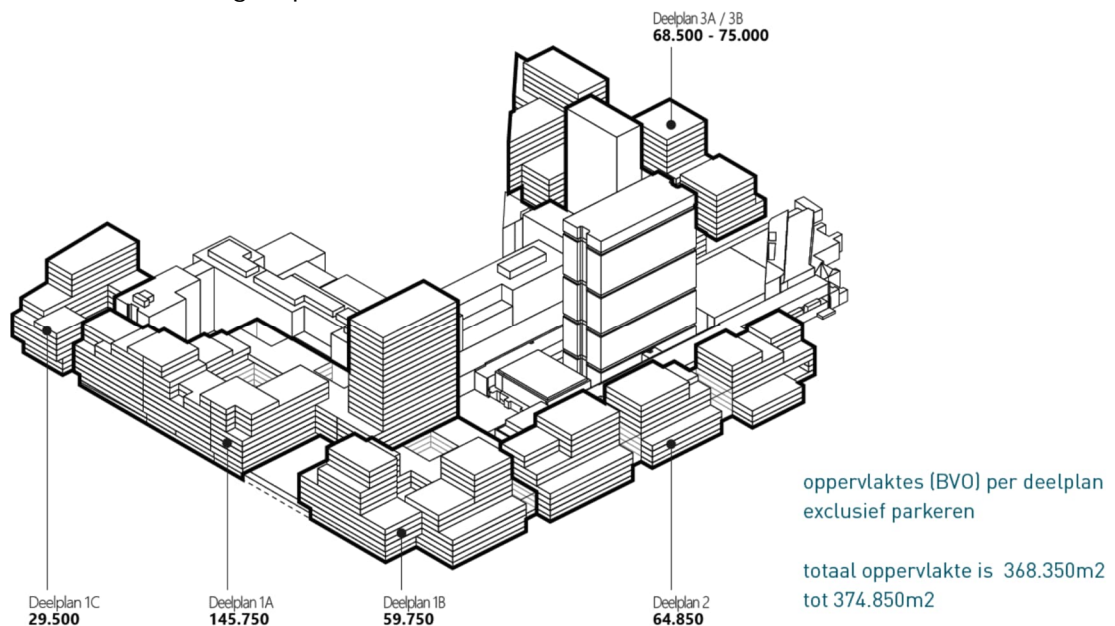 Deelplan 3A / 3B
68.500 - 75.000
oppervlaktes (BVO) per deelplan
exclusief parkeren
totaal oppervlakte is 368.350m2
tot 374.850m2
Deelplan 1C
29.500
Deelplan 1A
145.750
Deelplan 1B
59.750
Deelplan 2
64.850